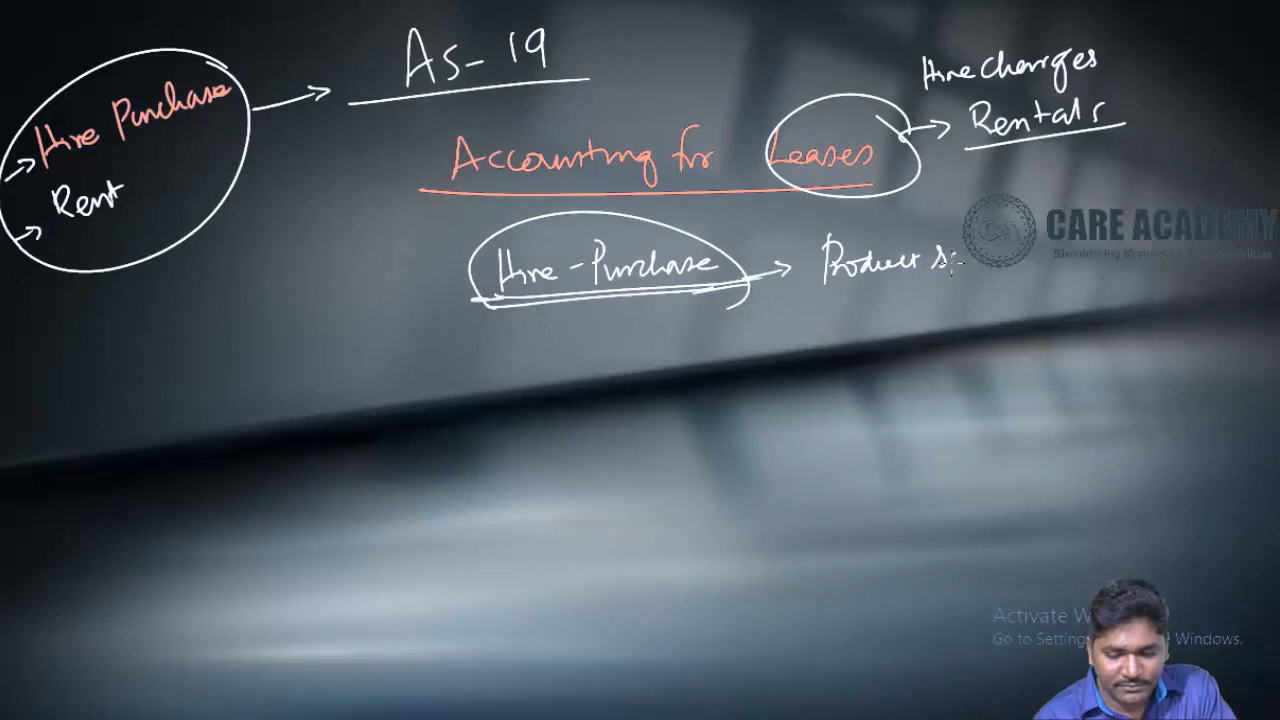 AS-19
Hire Purchase
Rent
Accounting for Leases
Hire charges
Rentals
Hire-Purchase
Product
CARE ACADEMY
Activate W
Go to Setting Windows.